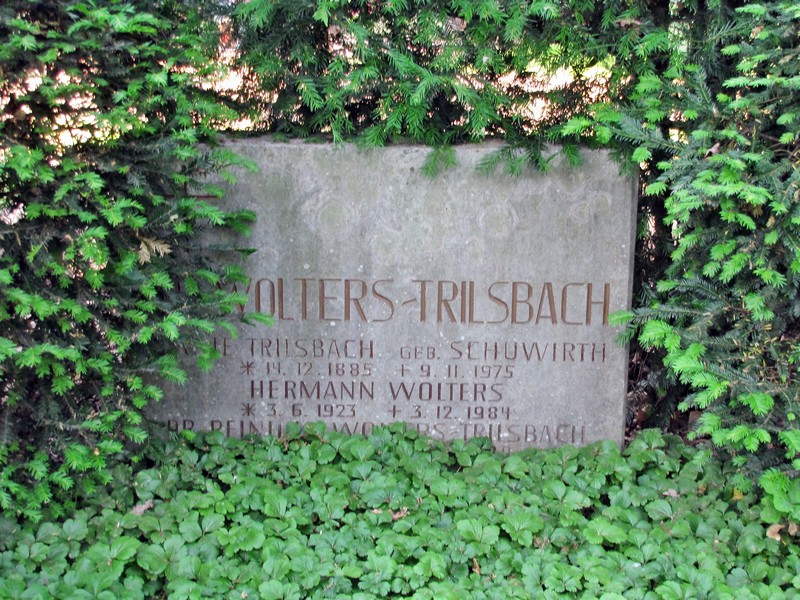 WOLTERS-TRILSBACH
TRILSBACH GEB. SCHUWIRTH
* 14.12.1885 + 9.11.1975
HERMANN WOLTERS
* 3.6.1923 + 3.12.1984
WOLTERS-TRILSBACH